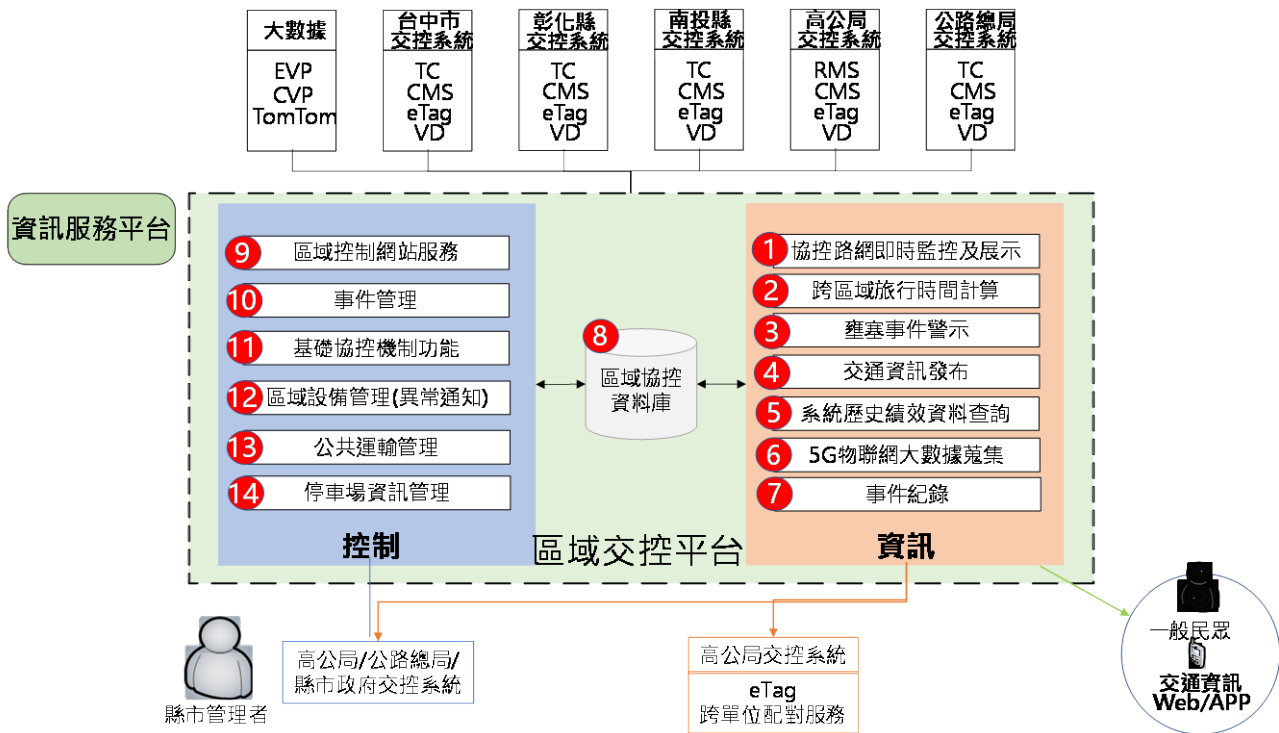 大數據
EVP
CVP
TomTom
台中市
交控系統
TC
CMS
eTag
VD
彰化縣
交控系統
TC
CMS
eTag
VD
南投縣
交控系統
TC
CMS
eTag
VD
高公局
交控系統
RMS
CMS
eTag
VD
公路總局
交控系統
TC
CMS
eTag
VD
資訊服務平台
9 區域控制網站服務
10 事件管理
11 基礎協控機制功能
12 區域設備管理(異常通知)
13 公共運輸管理
14 停車場資訊管理
控制
8
區域協控
資料庫
區域交控平台
1 協控路網即時監控及展示
2 跨區域旅行時間計算
3 壅塞事件警示
4 交通資訊發布
5 系統歷史績效資料查詢
6 5G物聯網大數據蒐集
7 事件紀錄
資訊
縣市管理者
高公局/公路總局/
縣市政府交控系統
高公局交控系統
eTag
跨單位配對服務
一般民眾
交通資訊
Web/APP